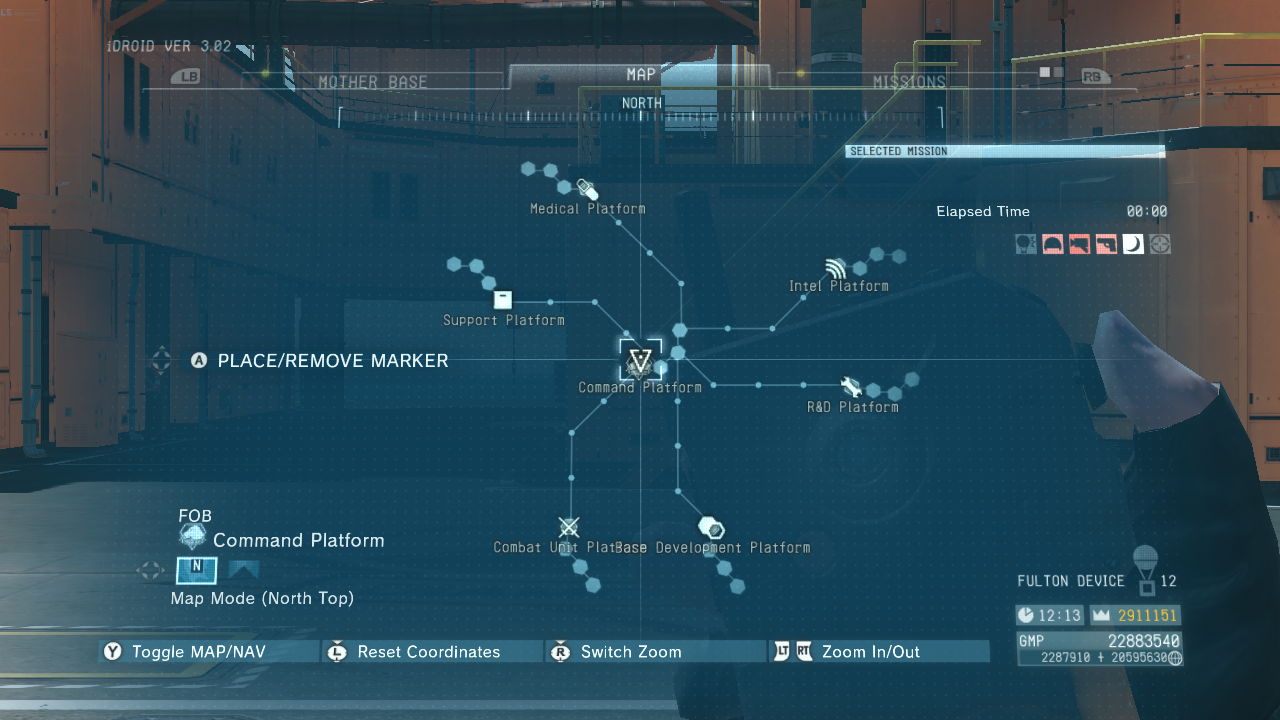 iDROID VER 3.02
LB
MOTHER BASE
MAP
MISSIONS
RB
NORTH
SELECTED MISSION
Elapsed Time 00:00
Medical Platform
Intel Platform
Support Platform
A PLACE/REMOVE MARKER
Command Platform
R&D Platform
FOB
Command Platform
Combat Unit Platform
Base Development Platform
N
Map Mode (North Top)
FULTON DEVICE 12
12:13 2911151
GMP 22883540
2287910 + 20595630
Y Toggle MAP/NAV
L Reset Coordinates
R Switch Zoom
LT RT Zoom In/Out